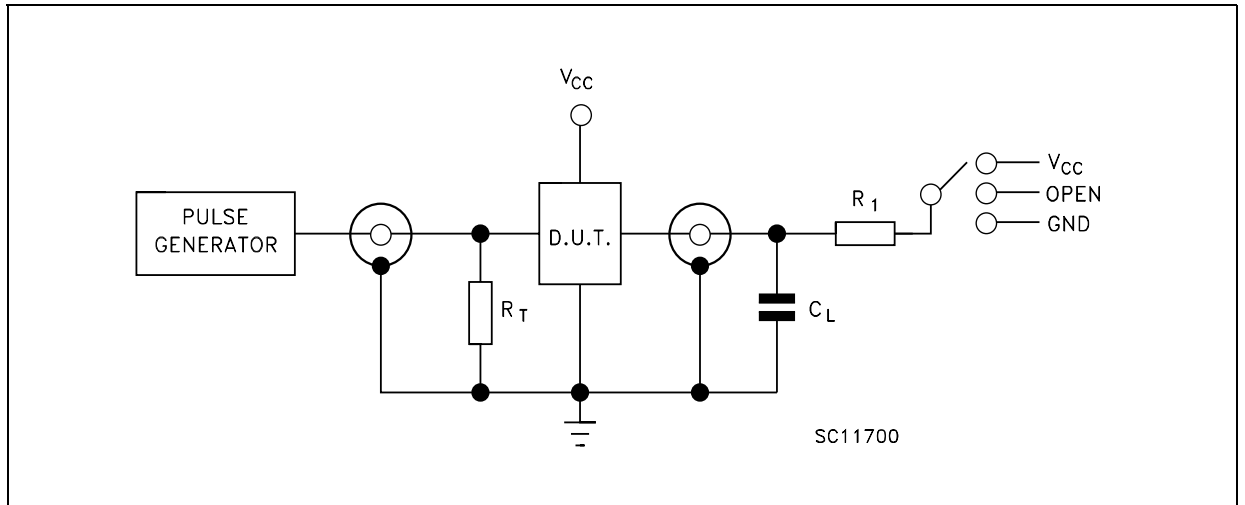 VCC
PULSE
GENERATOR
D.U.T.
RT
CL
R1
VCC
OPEN
GND
SC11700